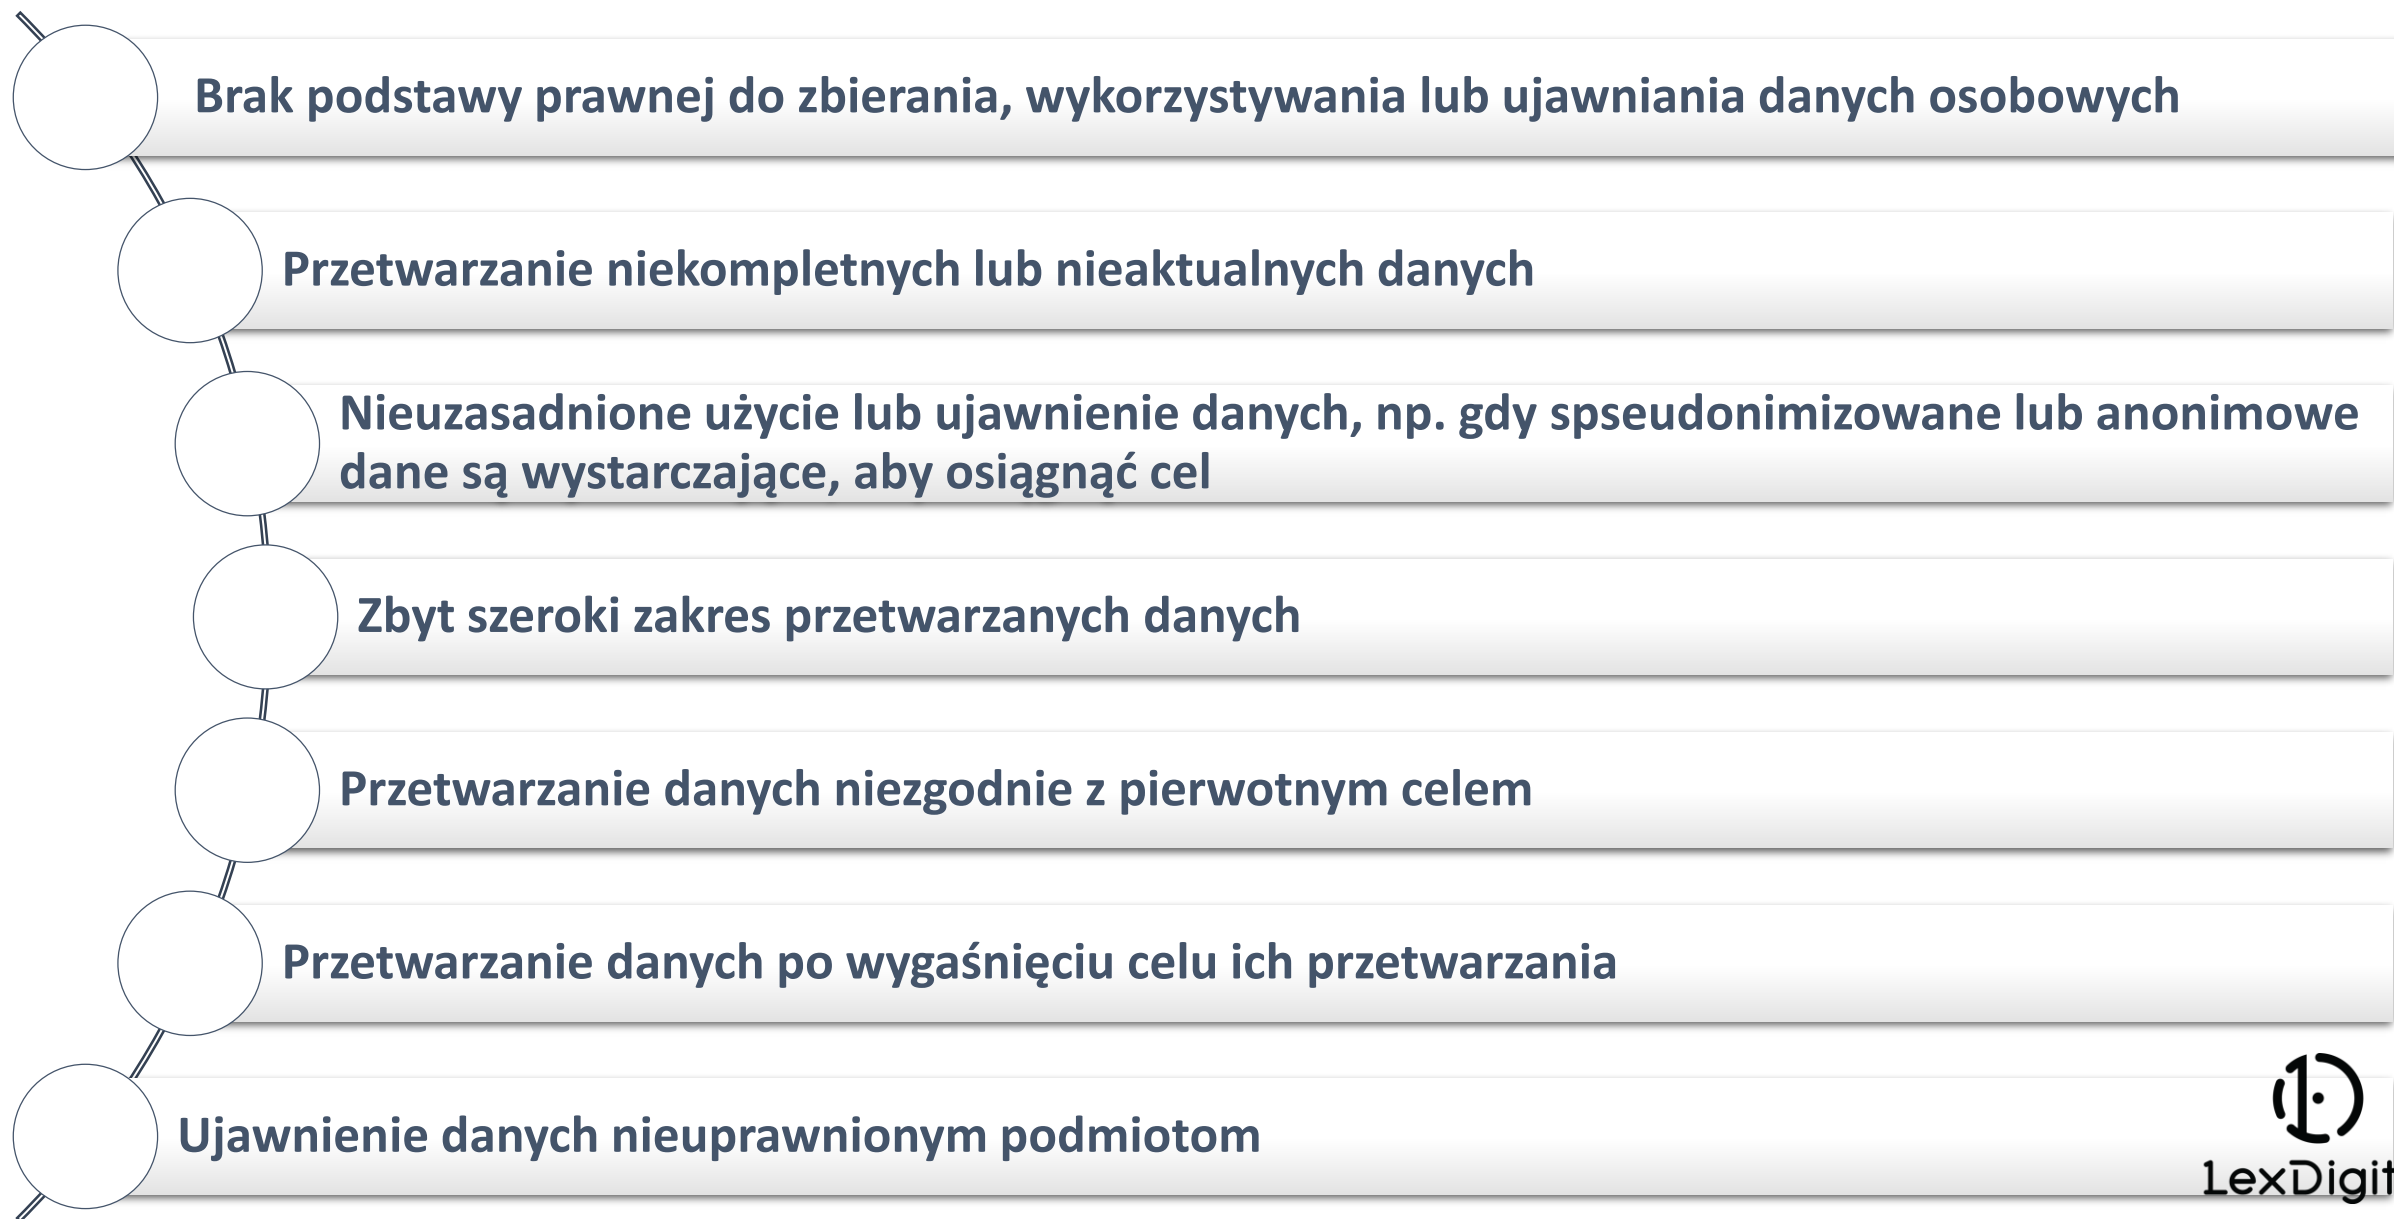 Brak podstawy prawnej do zbierania, wykorzystywania lub ujawniania danych osobowych
Przetwarzanie niekompletnych lub nieaktualnych danych
Nieuzasadnione użycie lub ujawnienie danych, np. gdy spseudonimizowane lub anonimowe
dane są wystarczające, aby osiągnąć cel
Zbyt szeroki zakres przetwarzanych danych
Przetwarzanie danych niezgodnie z pierwotnym celem
Przetwarzanie danych po wygaśnięciu celu ich przetwarzania
Ujawnienie danych nieuprawnionym podmiotom
LexDigit